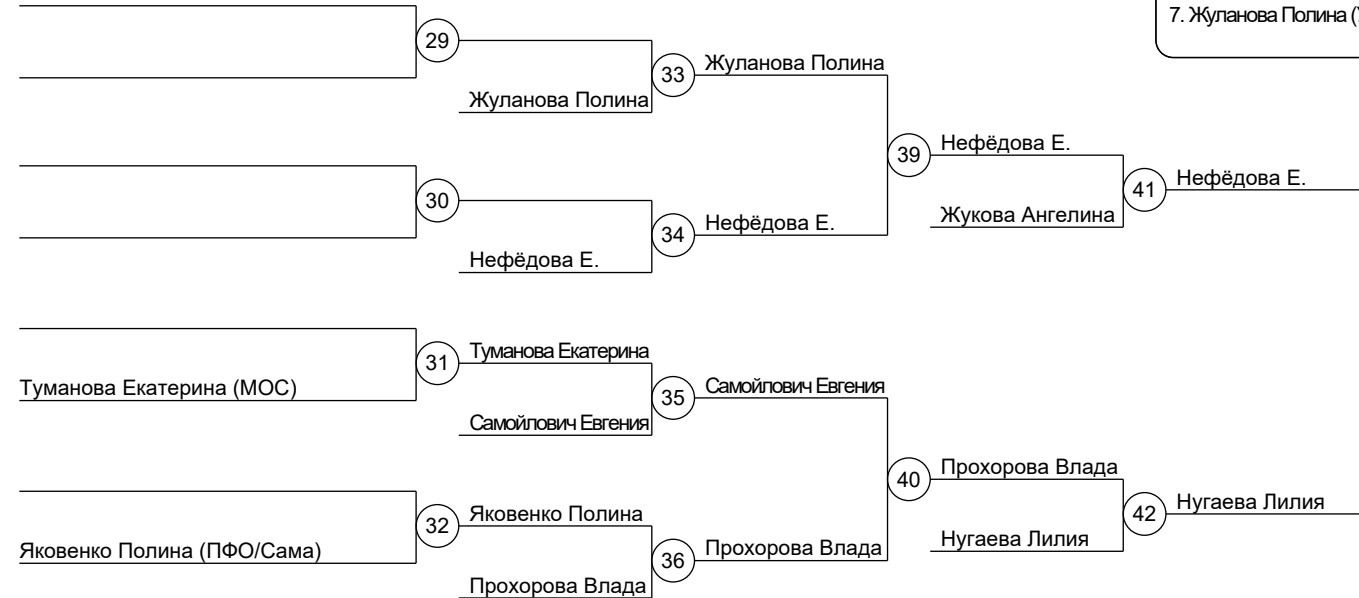 7. Жуланова Полина (
29
Жуланова Полина
33
Жуланова Полина
Нефёдова Е.
39
Нефёдова Е.
41
30
Жукова Ангелина
Нефёдова Е.
34
Нефёдова Е.
Туманова Екатерина
31
Туманова Екатерина (МОС)
Самойлович Евгения
35
Самойлович Евгения
Прохорова Влада
40
Нугаева Лилия
42
Яковенко Полина
32
Нугаева Лилия
Яковенко Полина (ПФО/Сама)
Прохорова Влада
36
Прохорова Влада